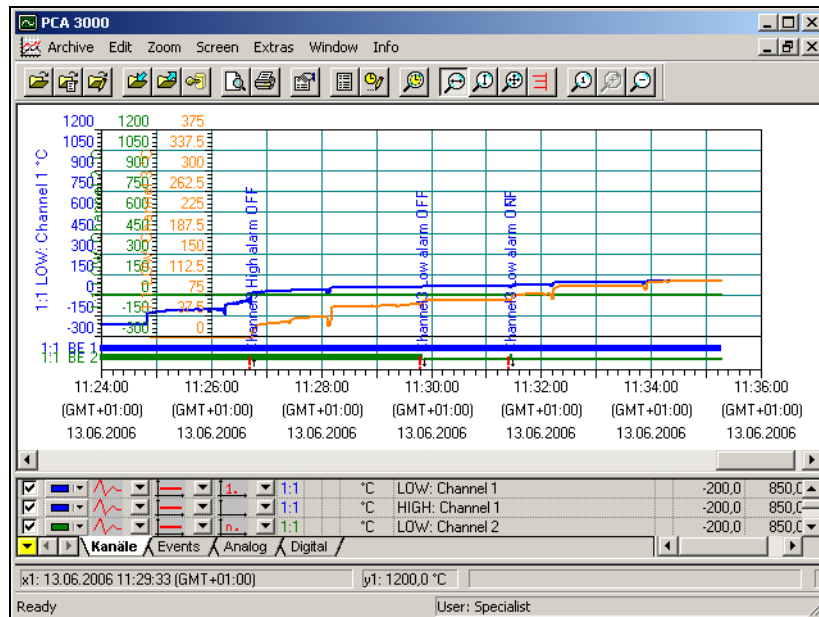 PCA 3000
Archive Edit Zoom Screen Extras Window Info
1200 1200 375
1050 1050 337.5
900 900 300
750 750 262.5
600 600 225
450 450 187.5
300 300 150
150 150 112.5
0 0 75
-150 -150 37.5
-300 -300 0
1:1 LOW: Channel 1 °C
High alarm OFF
Low alarm OFF
Low alarm
1:1 BE 1
1:1 BE 2
11:24:00 11:26:00 11:28:00 11:30:00 11:32:00 11:34:00 11:36:00
(GMT+01:00) (GMT+01:00) (GMT+01:00) (GMT+01:00) (GMT+01:00) (GMT+01:00) (GMT+01:00)
13.06.2006 13.06.2006 13.06.2006 13.06.2006 13.06.2006 13.06.2006 13.06.2006
1. 1:1 °C LOW: Channel 1 -200,0 850,0
1:1 °C HIGH: Channel 1 -200,0 850,0
n. 1:1 °C LOW: Channel 2 -200,0 850,0
Kanäle Events Analog Digital
x1: 13.06.2006 11:29:33 (GMT+01:00) y1: 1200,0 °C
Ready User: Specialist